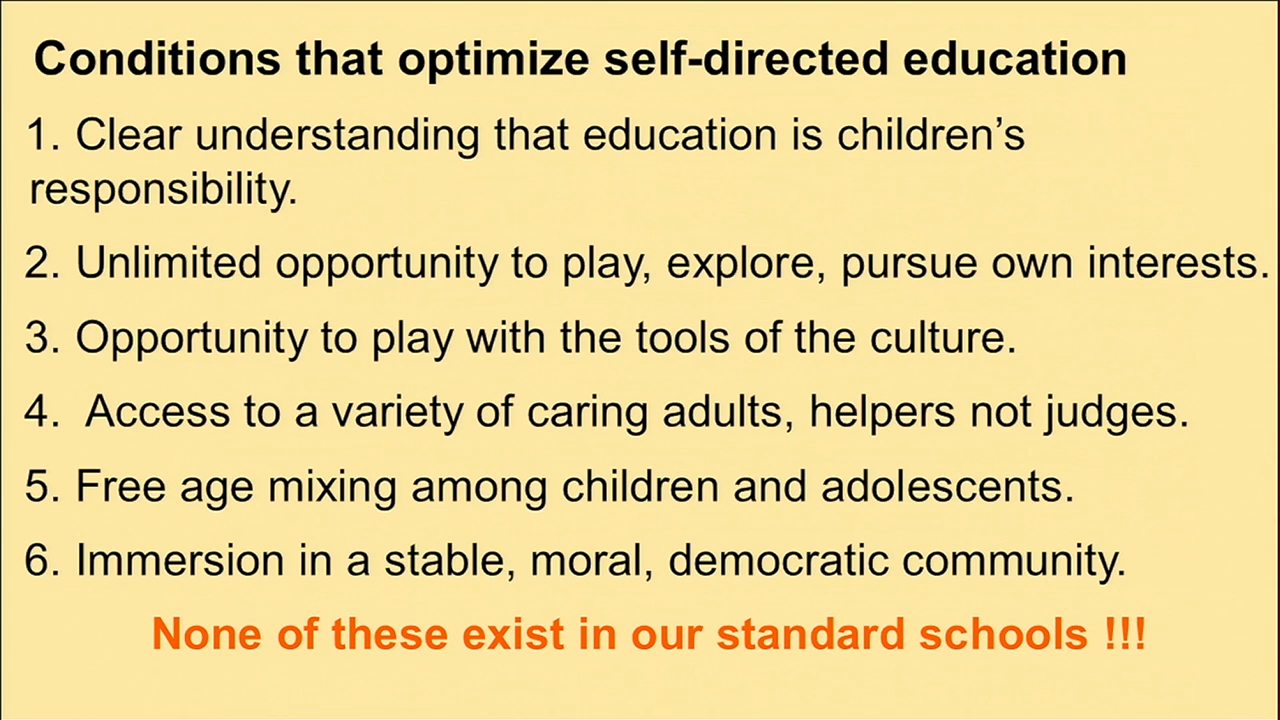 Conditions that optimize self-directed education
1. Clear understanding that education is children’s
responsibility.
2. Unlimited opportunity to play, explore, pursue own interests.
3. Opportunity to play with the tools of the culture.
4.  Access to a variety of caring adults, helpers not judges.
5. Free age mixing among children and adolescents.
6. Immersion in a stable, moral, democratic community.
None of these exist in our standard schools !!!